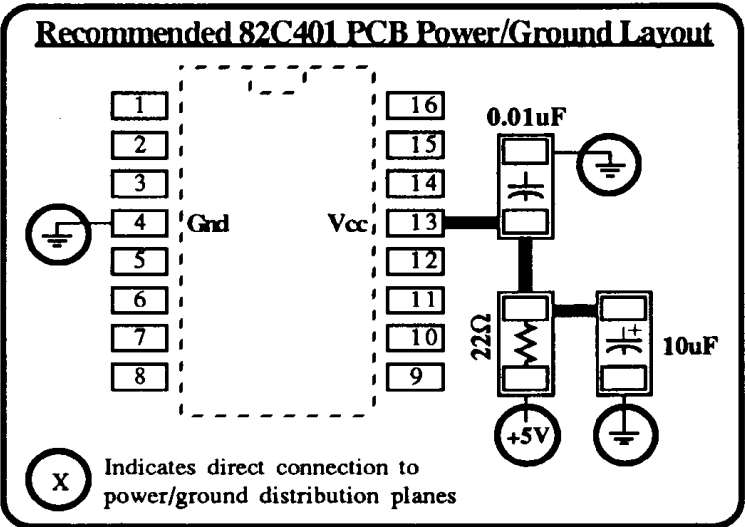 Recommended 82C401 PCB Power/Ground Layout
1
2
3
4
5
6
7
8
Gnd
Vcc
16
15
14
13
12
11
10
9
0.01uF
22Ω
+
10uF
+5V
X
Indicates direct connection to
power/ground distribution planes